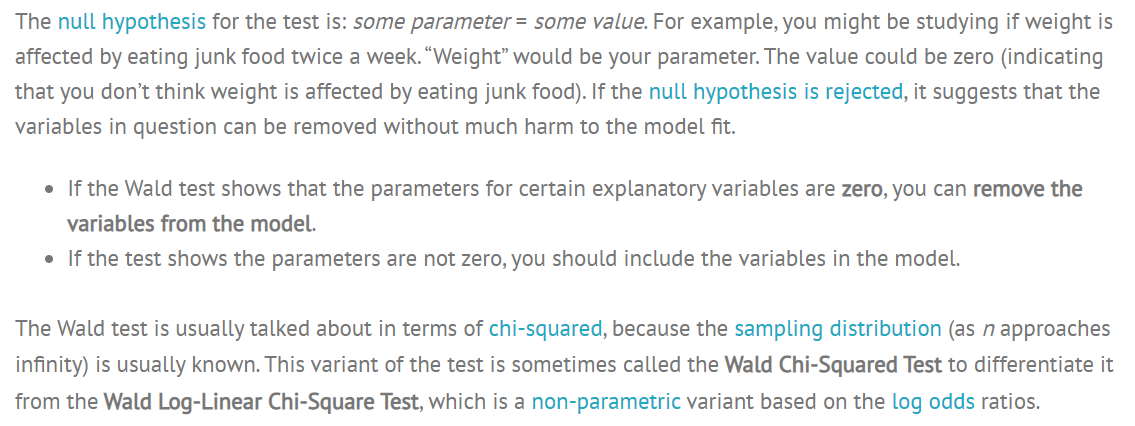 The null hypothesis for the test is: some parameter = some value. For example, you might be studying if weight is
affected by eating junk food twice a week. “Weight” would be your parameter. The value could be zero (indicating
that you don’t think weight is affected by eating junk food). If the null hypothesis is rejected, it suggests that the
variables in question can be removed without much harm to the model fit.
• If the Wald test shows that the parameters for certain explanatory variables are zero, you can remove the
variables from the model.
• If the test shows the parameters are not zero, you should include the variables in the model.
The Wald test is usually talked about in terms of chi-squared, because the sampling distribution (as n approaches
infinity) is usually known. This variant of the test is sometimes called the Wald Chi-Squared Test to differentiate it
from the Wald Log-Linear Chi-Square Test, which is a non-parametric variant based on the log odds ratios.